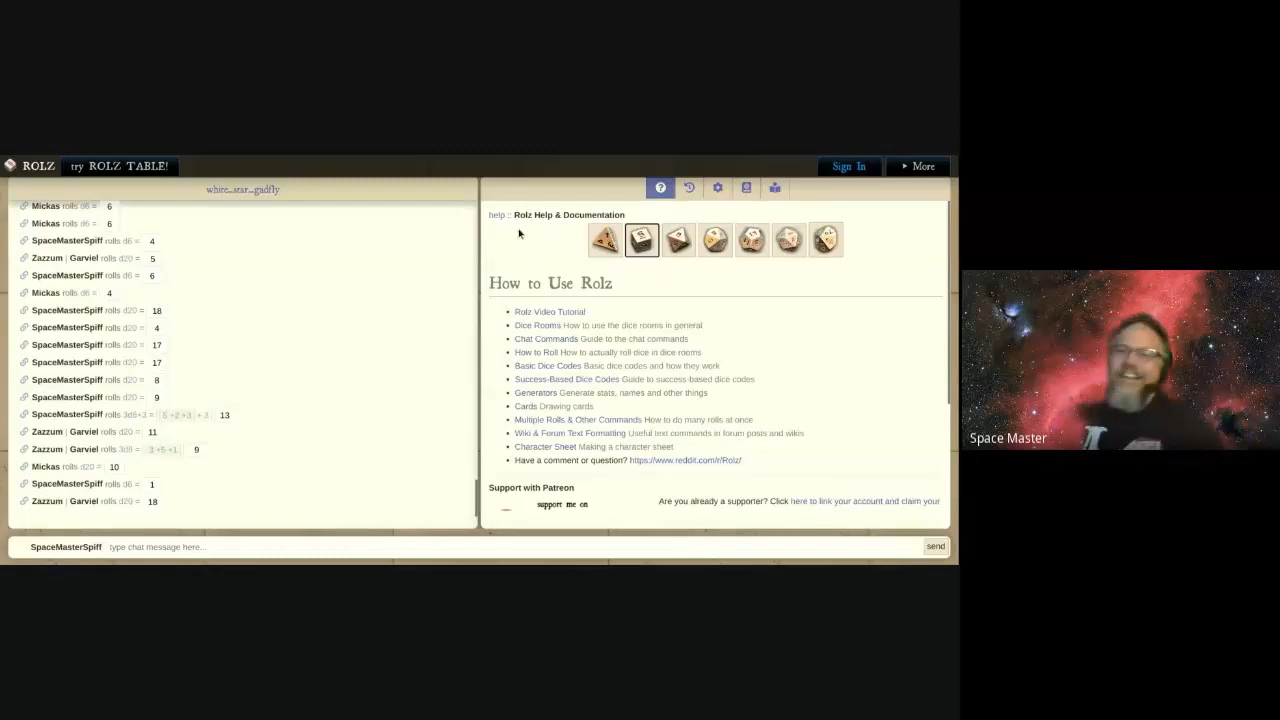 ROLZ
try ROLZ TABLE!
Sign In
More
white_star_gadfly
Mickas rolls d6 = 6
Mickas rolls d6 = 6
SpaceMasterSpiff rolls d6 = 4
Zazzum | Garviel rolls d20 = 5
SpaceMasterSpiff rolls d6 = 6
Mickas rolls d6 = 4
SpaceMasterSpiff rolls d20 = 18
SpaceMasterSpiff rolls d20 = 4
SpaceMasterSpiff rolls d20 = 17
SpaceMasterSpiff rolls d20 = 17
SpaceMasterSpiff rolls d20 = 8
SpaceMasterSpiff rolls d20 = 9
SpaceMasterSpiff rolls 3d6+3 = ( 5 +2 +3 ) + 3 13
Zazzum | Garviel rolls d20 = 11
Zazzum | Garviel rolls 3d8 = ( 3 +5 +1 ) 9
Mickas rolls d20 = 10
SpaceMasterSpiff rolls d6 = 1
Zazzum | Garviel rolls d20 = 18
SpaceMasterSpiff type chat message here...
send
help :: Rolz Help & Documentation
How to Use Rolz
Rolz Video Tutorial
Dice Rooms How to use the dice rooms in general
Chat Commands Guide to the chat commands
How to Roll How to actually roll dice in dice rooms
Basic Dice Codes Basic dice codes and how they work
Success-Based Dice Codes Guide to success-based dice codes
Generators Generate stats, names and other things
Cards Drawing cards
Multiple Rolls & Other Commands How to do many rolls at once
Wiki & Forum Text Formatting Useful text commands in forum posts and wikis
Character Sheet Making a character sheet
Have a comment or question? https://www.reddit.com/r/Rolz/
Support with Patreon
support me on
Are you already a supporter? Click here to link your account and claim your
Space Master